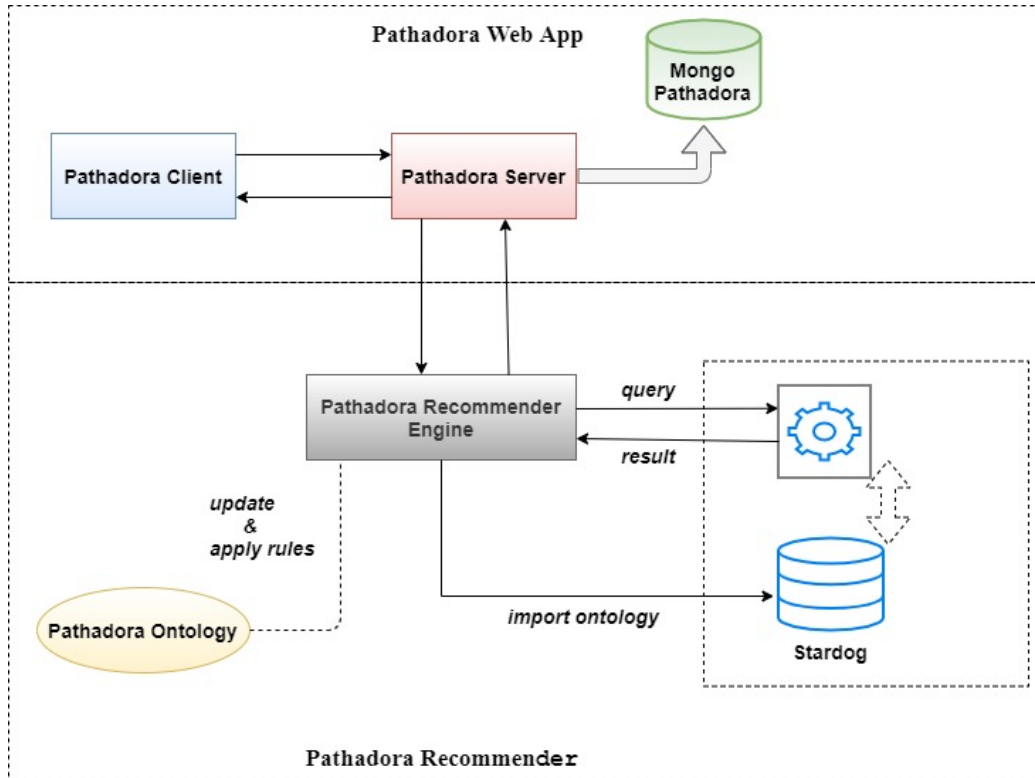 Pathadora Web App
Mongo
Pathadora
Pathadora Client
Pathadora Server
Pathadora Recommender
Engine
query
result
update
&
apply rules
Pathadora Ontology
import ontology
Stardog
Pathadora Recommender